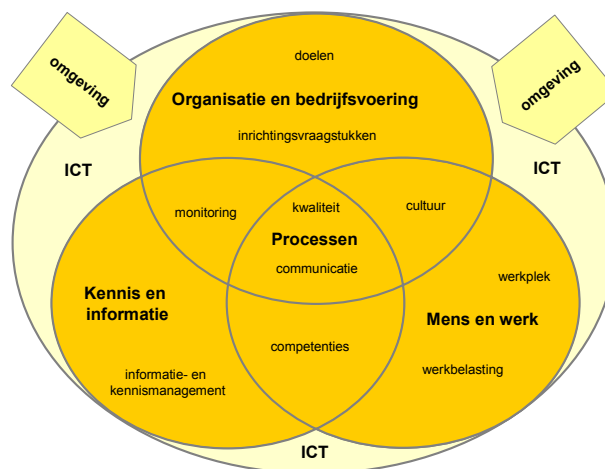 doelen
omgeving
omgeving
Organisatie en bedrijfsvoering
inrichtingsvraagstukken
ICT
ICT
monitoring
kwaliteit
cultuur
Processen
communicatie
werkplek
Kennis en
informatie
Mens en werk
competenties
informatie- en
kennismanagement
werkbelasting
ICT